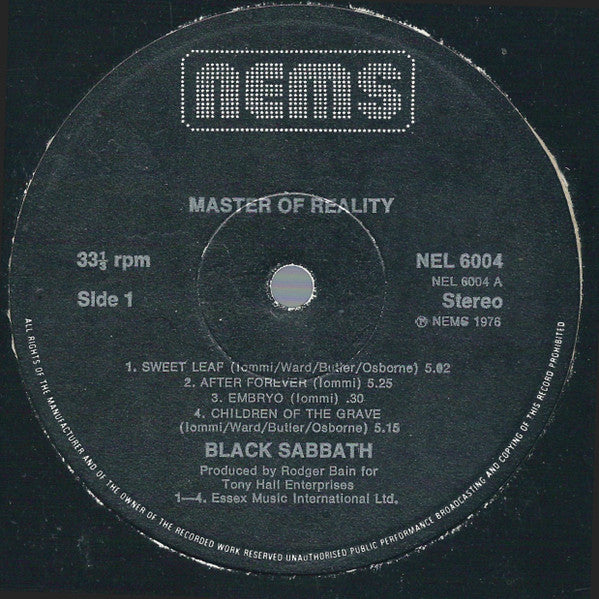 nems
MASTER OF REALITY
33⅓ rpm
Side 1
NEL 6004
NEL 6004 A
Stereo
Ⓟ NEMS 1976
1. SWEET LEAF (Iommi/Ward/Butler/Osborne) 5.02
2. AFTER FOREVER (Iommi) 5.25
3. EMBRYO (Iommi) .30
4. CHILDREN OF THE GRAVE
(Iommi/Ward/Butler/Osborne) 5.15
BLACK SABBATH
Produced by Rodger Bain for
Tony Hall Enterprises
1—4. Essex Music International Ltd.
ALL RIGHTS OF THE MANUFACTURER AND OF THE OWNER OF THE RECORDED WORK RESERVED UNAUTHORISED PUBLIC PERFORMANCE BROADCASTING AND COPYING OF THIS RECORD PROHIBITED